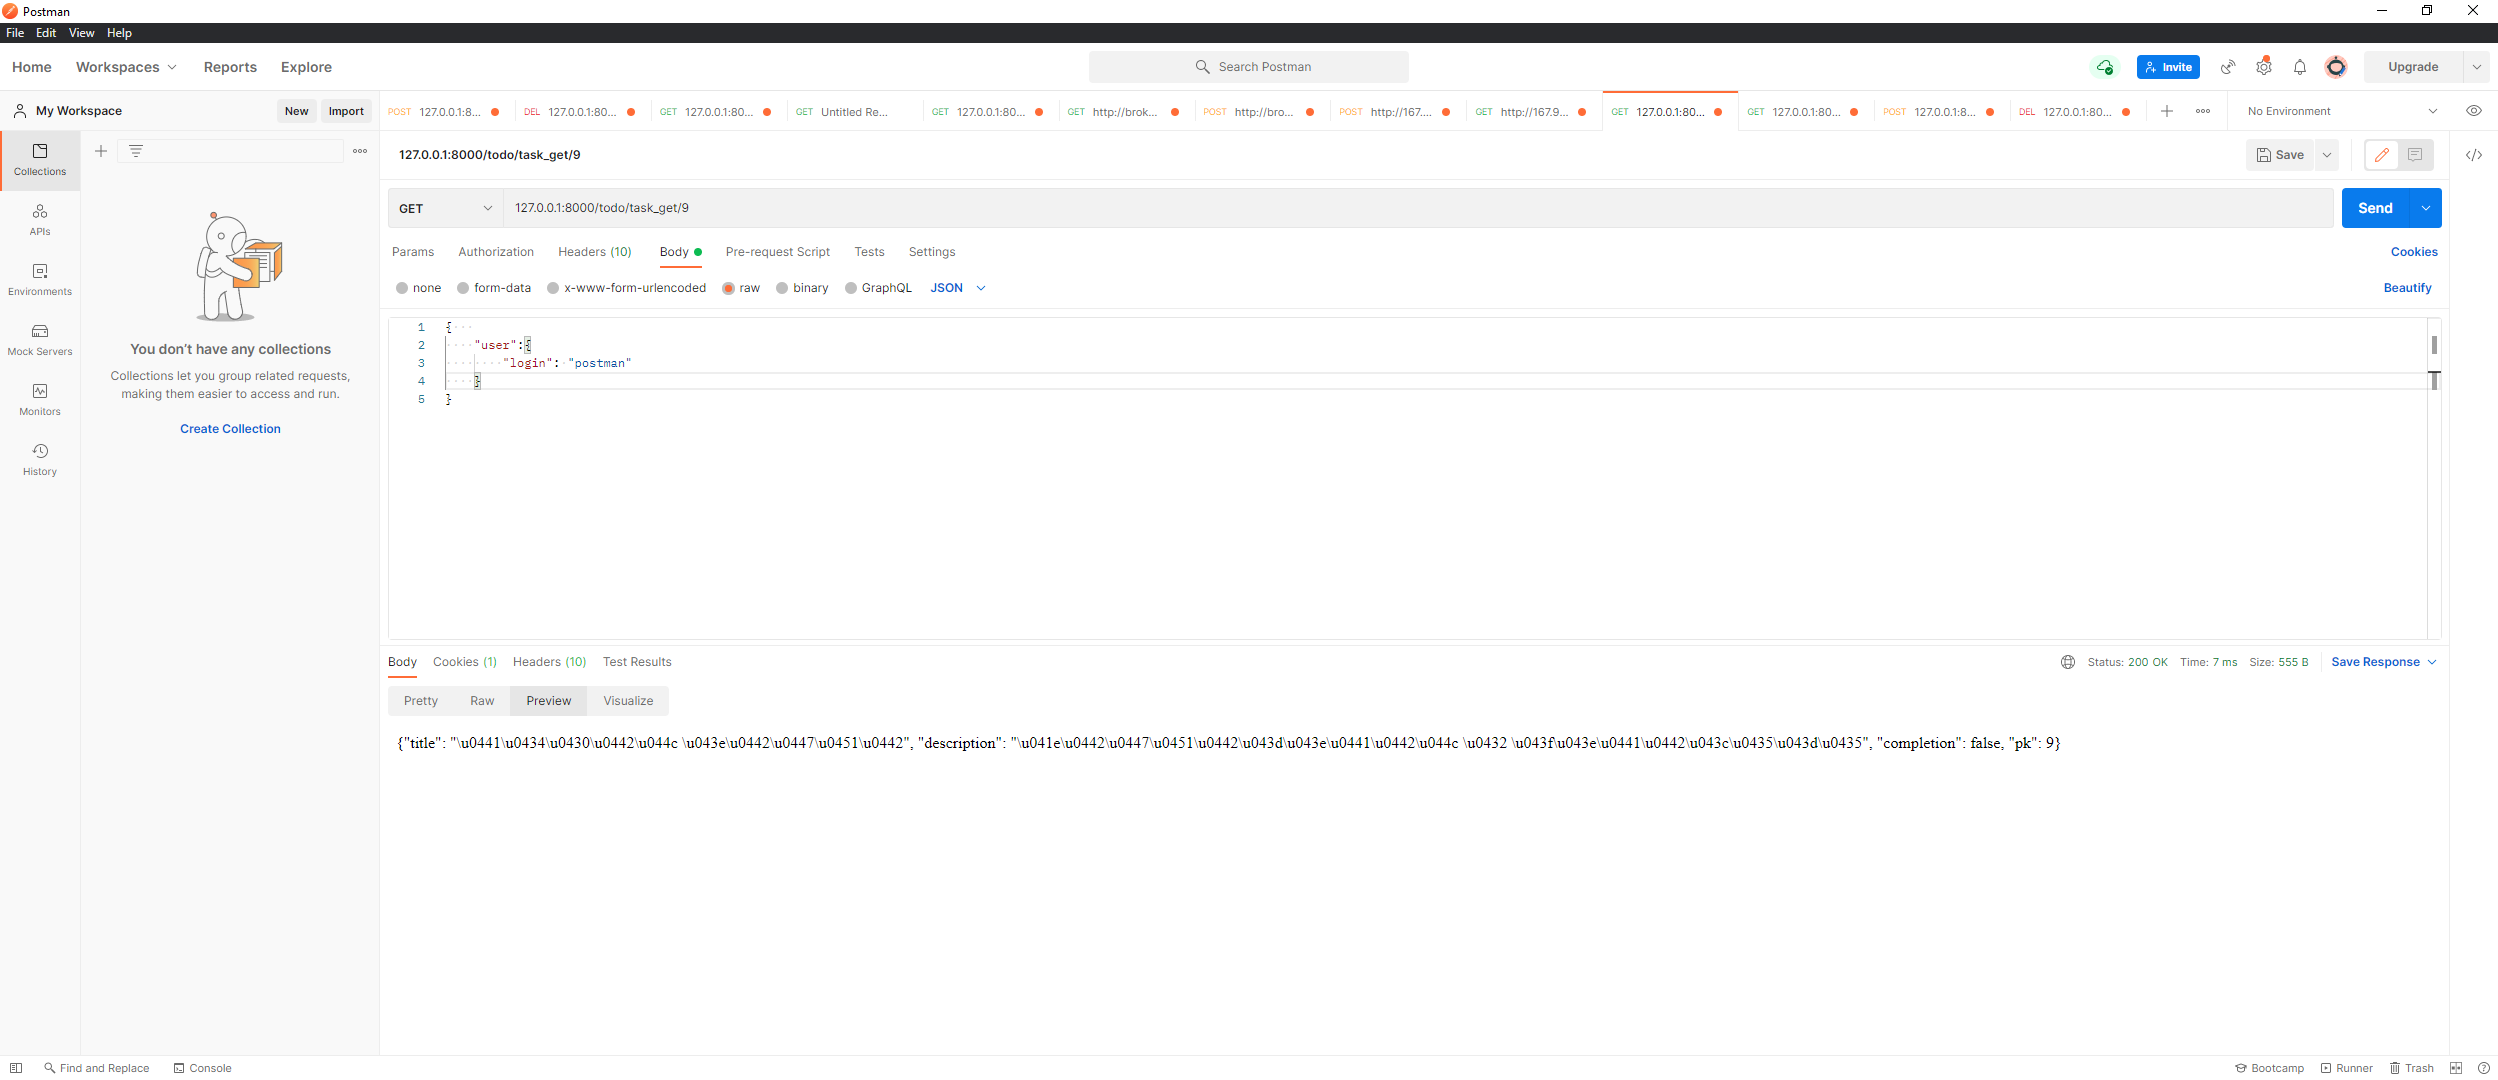 Postman
File Edit View Help
Home Workspaces Reports Explore Search Postman Invite Upgrade
My Workspace New Import
POST 127.0.0.1:8... DEL 127.0.0.1:80... GET 127.0.0.1:80... GET Untitled Re... GET 127.0.0.1:80... GET http://brok... POST http://bro... POST http://167.... GET http://167.9... GET 127.0.0.1:80... GET 127.0.0.1:80... POST 127.0.0.1:8... DEL 127.0.0.1:80... No Environment
Collections
APIs
Environments
Mock Servers
Monitors
History
You don't have any collections
Collections let you group related requests,
making them easier to access and run.
Create Collection
127.0.0.1:8000/todo/task_get/9 Save
GET 127.0.0.1:8000/todo/task_get/9 Send
Params Authorization Headers (10) Body Pre-request Script Tests Settings Cookies
none form-data x-www-form-urlencoded raw binary GraphQL JSON Beautify
1 {
2 "user":{
3 "login": "postman"
4 }
5 }
Body Cookies (1) Headers (10) Test Results Status: 200 OK Time: 7 ms Size: 555 B Save Response
Pretty Raw Preview Visualize
{"title": "\u0441\u0434\u0430\u0442\u044c \u043e\u0442\u0447\u0451\u0442", "description": "\u041e\u0442\u0447\u0451\u0442\u043d\u043e\u0441\u0442\u044c \u0432 \u043f\u043e\u0441\u0442\u043c\u0435\u043d\u0435", "completion": false, "pk": 9}
Find and Replace Console Bootcamp Runner Trash